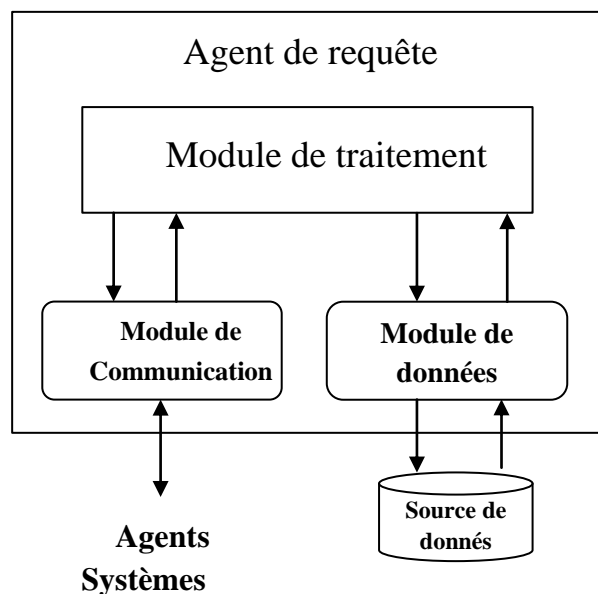 Agent de requête
Module de traitement
Module de
Communication
Module de
données
Source de
donnés
Agents
Systèmes